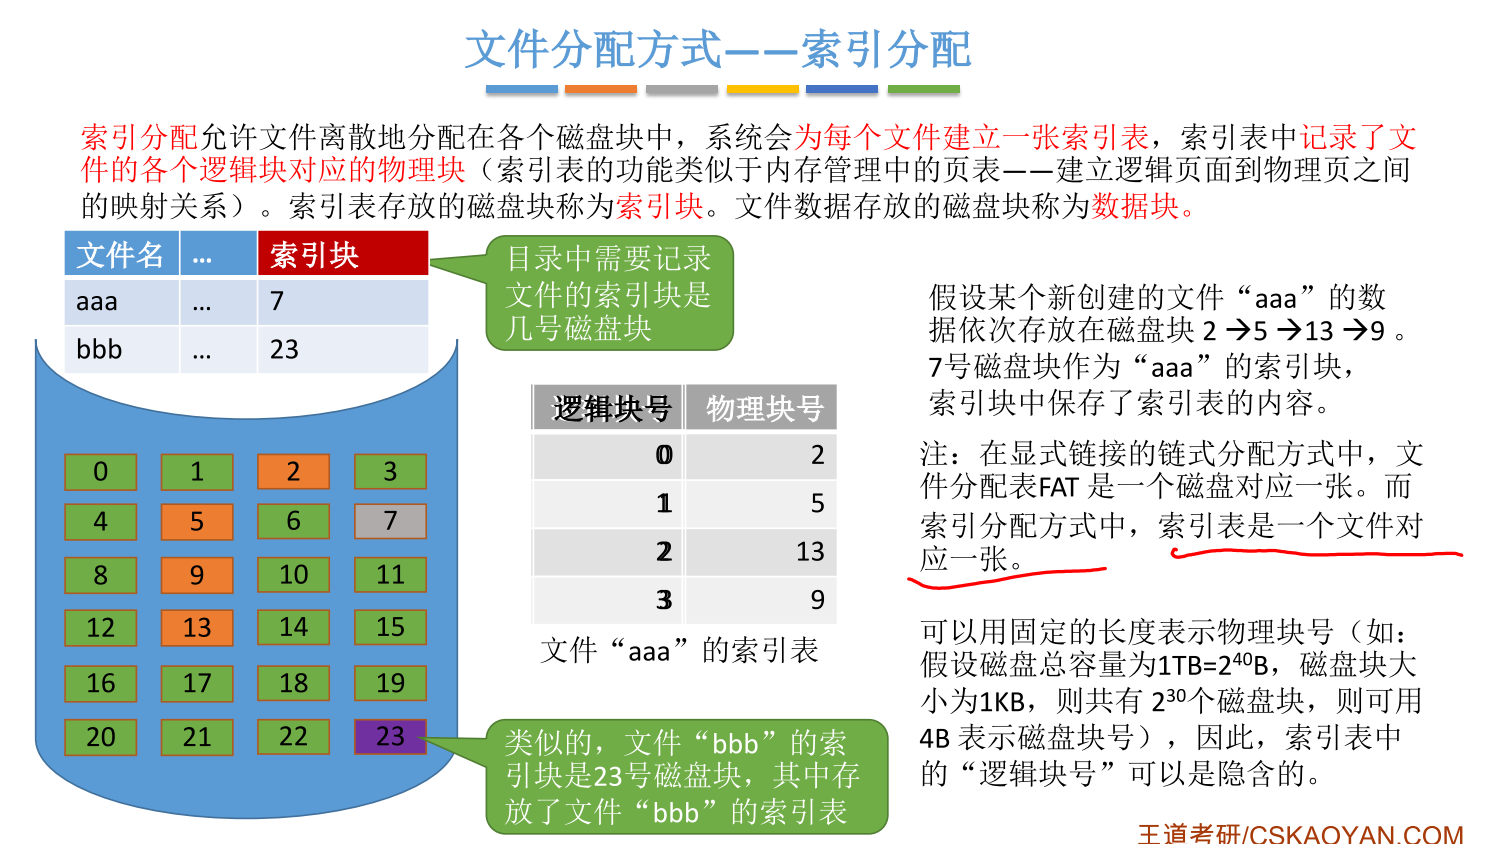 文件分配方式——索引分配
索引分配允许文件离散地分配在各个磁盘块中，系统会为每个文件建立一张索引表，索引表中记录了文
件的各个逻辑块对应的物理块（索引表的功能类似于内存管理中的页表——建立逻辑页面到物理页之间
的映射关系）。索引表存放的磁盘块称为索引块。文件数据存放的磁盘块称为数据块。
文件名 ... 索引块
aaa ... 7
bbb ... 23
目录中需要记录
文件的索引块是
几号磁盘块
0 1 2 3
4 5 6 7
8 9 10 11
12 13 14 15
16 17 18 19
20 21 22 23
逻辑块号 物理块号
0 2
1 5
2 13
3 9
文件“aaa”的索引表
类似的，文件“bbb”的索
引块是23号磁盘块，其中存
放了文件“bbb”的索引表
假设某个新创建的文件“aaa”的数
据依次存放在磁盘块 2 →5 →13 →9 。
7号磁盘块作为“aaa”的索引块，
索引块中保存了索引表的内容。
注：在显式链接的链式分配方式中，文
件分配表FAT 是一个磁盘对应一张。而
索引分配方式中，索引表是一个文件对
应一张。
可以用固定的长度表示物理块号（如：
假设磁盘总容量为1TB=2⁴⁰B，磁盘块大
小为1KB，则共有 2³⁰个磁盘块，则可用
4B 表示磁盘块号），因此，索引表中
的“逻辑块号”可以是隐含的。
王道考研/CSKAOYAN.COM